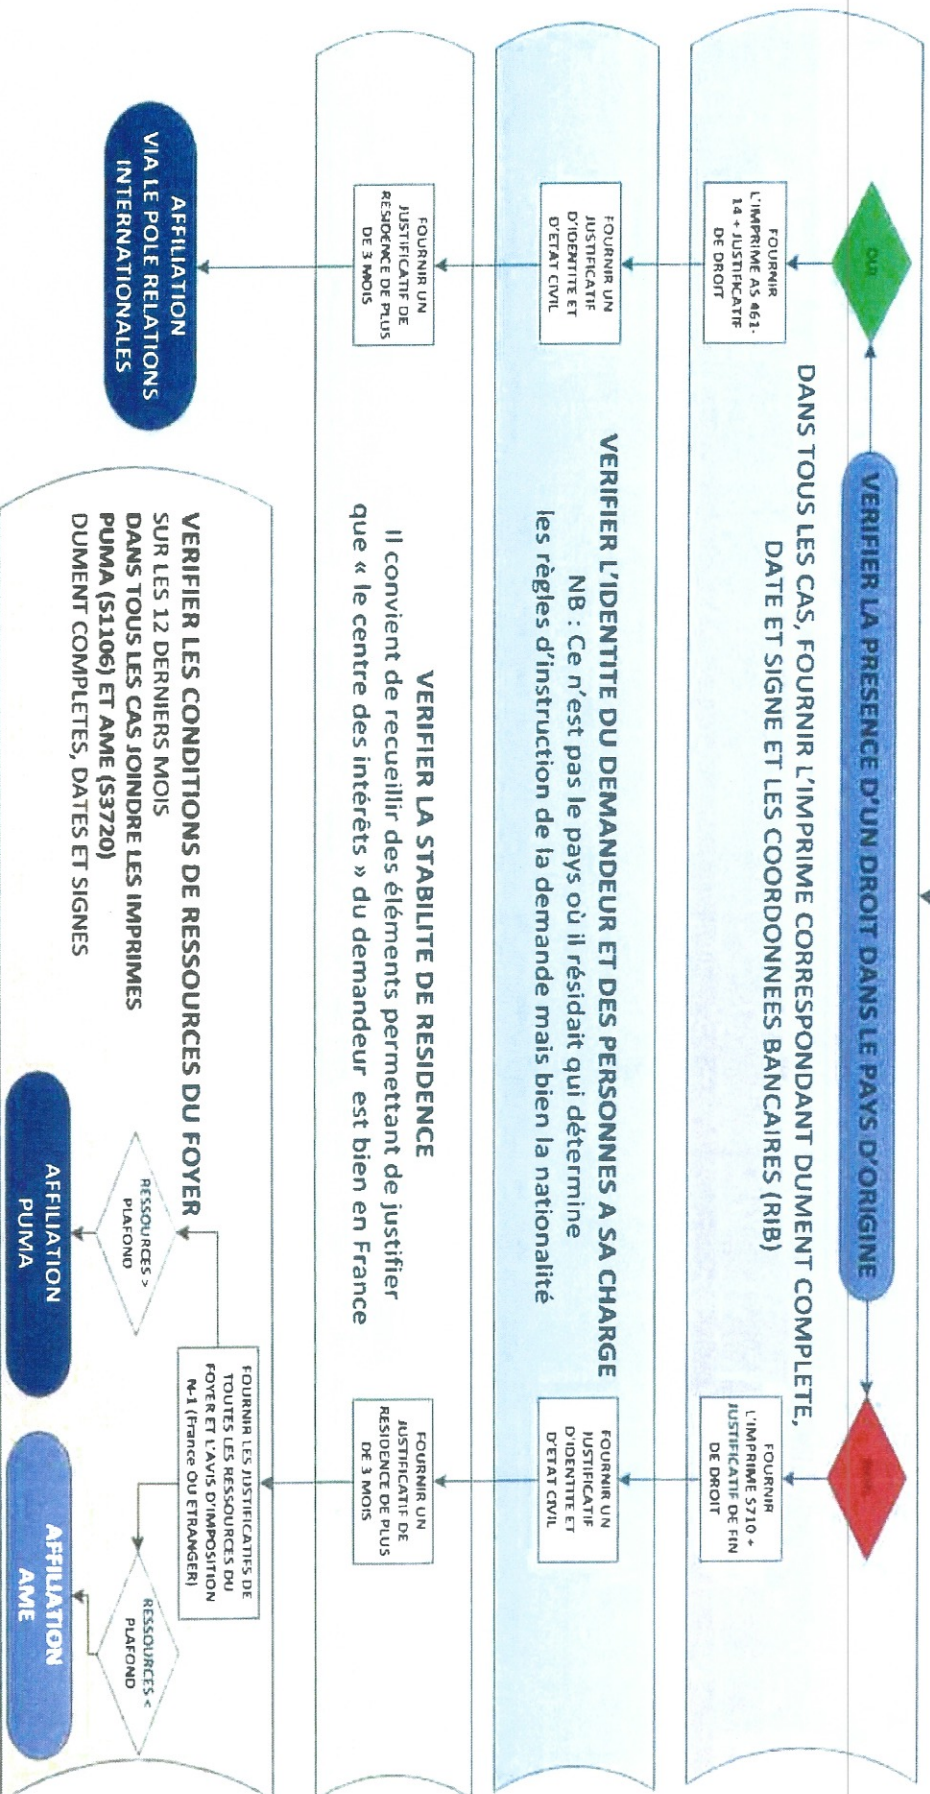 VERIFIER LA PRESENCE D'UN DROIT DANS LE PAYS D'ORIGINE
OUI
DANS TOUS LES CAS, FOURNIR L'IMPRIME CORRESPONDANT DUMENT COMPLETE,
DATE ET SIGNE ET LES COORDONNEES BANCAIRES (RIB)
FOURNIR
L'IMPRIME AS 461-
14 + JUSTIFICATIF
DE DROIT
FOURNIR
L'IMPRIME S710 +
JUSTIFICATIF DE FIN
DE DROIT
VERIFIER L'IDENTITE DU DEMANDEUR ET DES PERSONNES A SA CHARGE
NB : Ce n'est pas le pays où il résidait qui détermine
les règles d'instruction de la demande mais bien la nationalité
FOURNIR UN
JUSTIFICATIF
D'IDENTITE ET
D'ETAT CIVIL
FOURNIR UN
JUSTIFICATIF
D'IDENTITE ET
D'ETAT CIVIL
VERIFIER LA STABILITE DE RESIDENCE
Il convient de recueillir des éléments permettant de justifier
que « le centre des intérêts » du demandeur est bien en France
FOURNIR UN
JUSTIFICATIF DE
RESIDENCE DE PLUS
DE 3 MOIS
FOURNIR UN
JUSTIFICATIF DE
RESIDENCE DE PLUS
DE 3 MOIS
AFFILIATION
VIA LE POLE RELATIONS
INTERNATIONALES
VERIFIER LES CONDITIONS DE RESSOURCES DU FOYER
SUR LES 12 DERNIERS MOIS
DANS TOUS LES CAS JOINDRE LES IMPRIMES
PUMA (S1106) ET AME (S3720)
DUMENT COMPLETES, DATES ET SIGNES
FOURNIR LES JUSTIFICATIFS DE
TOUTES LES RESSOURCES DU
FOYER ET L'AVIS D'IMPOSITION
N-1 (France OU ETRANGER)
RESSOURCES >
PLAFOND
RESSOURCES <
PLAFOND
AFFILIATION
PUMA
AFFILIATION
AME